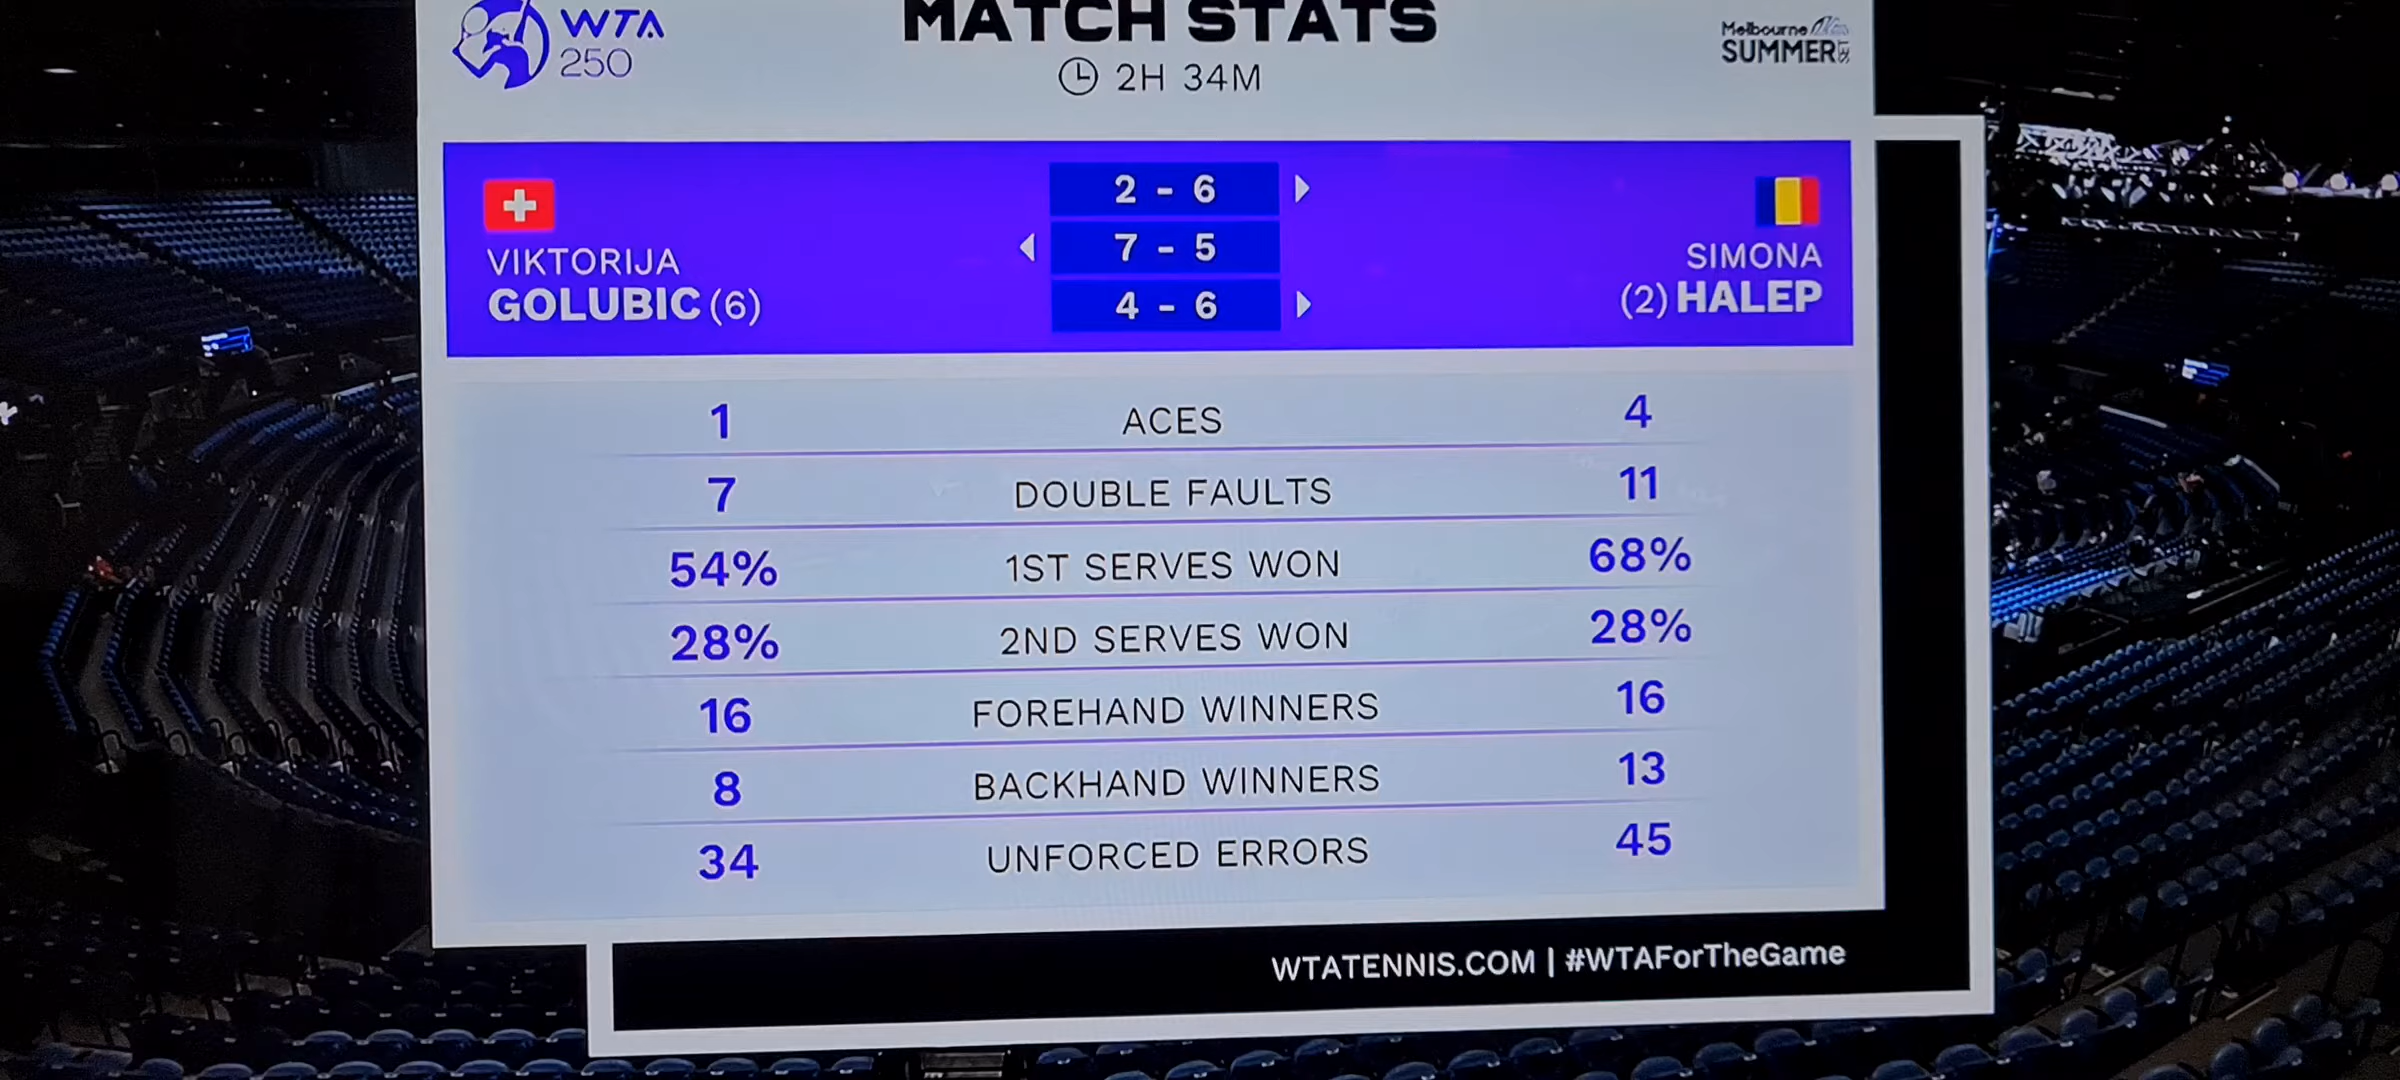 WTA
250
MATCH STATS
2H 34M
Melbourne
SUMMER SET
2 - 6
VIKTORIJA
GOLUBIC (6)
7 - 5
SIMONA
(2) HALEP
4 - 6
1 ACES 4
7 DOUBLE FAULTS 11
54% 1ST SERVES WON 68%
28% 2ND SERVES WON 28%
16 FOREHAND WINNERS 16
8 BACKHAND WINNERS 13
34 UNFORCED ERRORS 45
WTATENNIS.COM | #WTAForTheGame